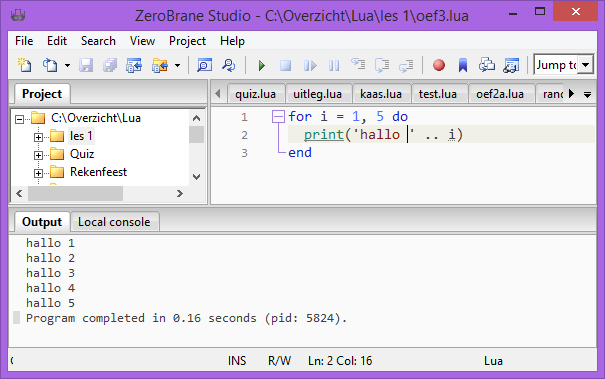 ZeroBrane Studio - C:\Overzicht\Lua\les 1\oef3.lua
File Edit Search View Project Help
Jump to
Project
quiz.lua uitleg.lua kaas.lua test.lua oef2a.lua ranc
C:\Overzicht\Lua
les 1
Quiz
Rekenfeest
1 for i = 1, 5 do
2 print('hallo ' .. i)
3 end
Output Local console
hallo 1
hallo 2
hallo 3
hallo 4
hallo 5
Program completed in 0.16 seconds (pid: 5824).
INS R/W Ln: 2 Col: 16 Lua